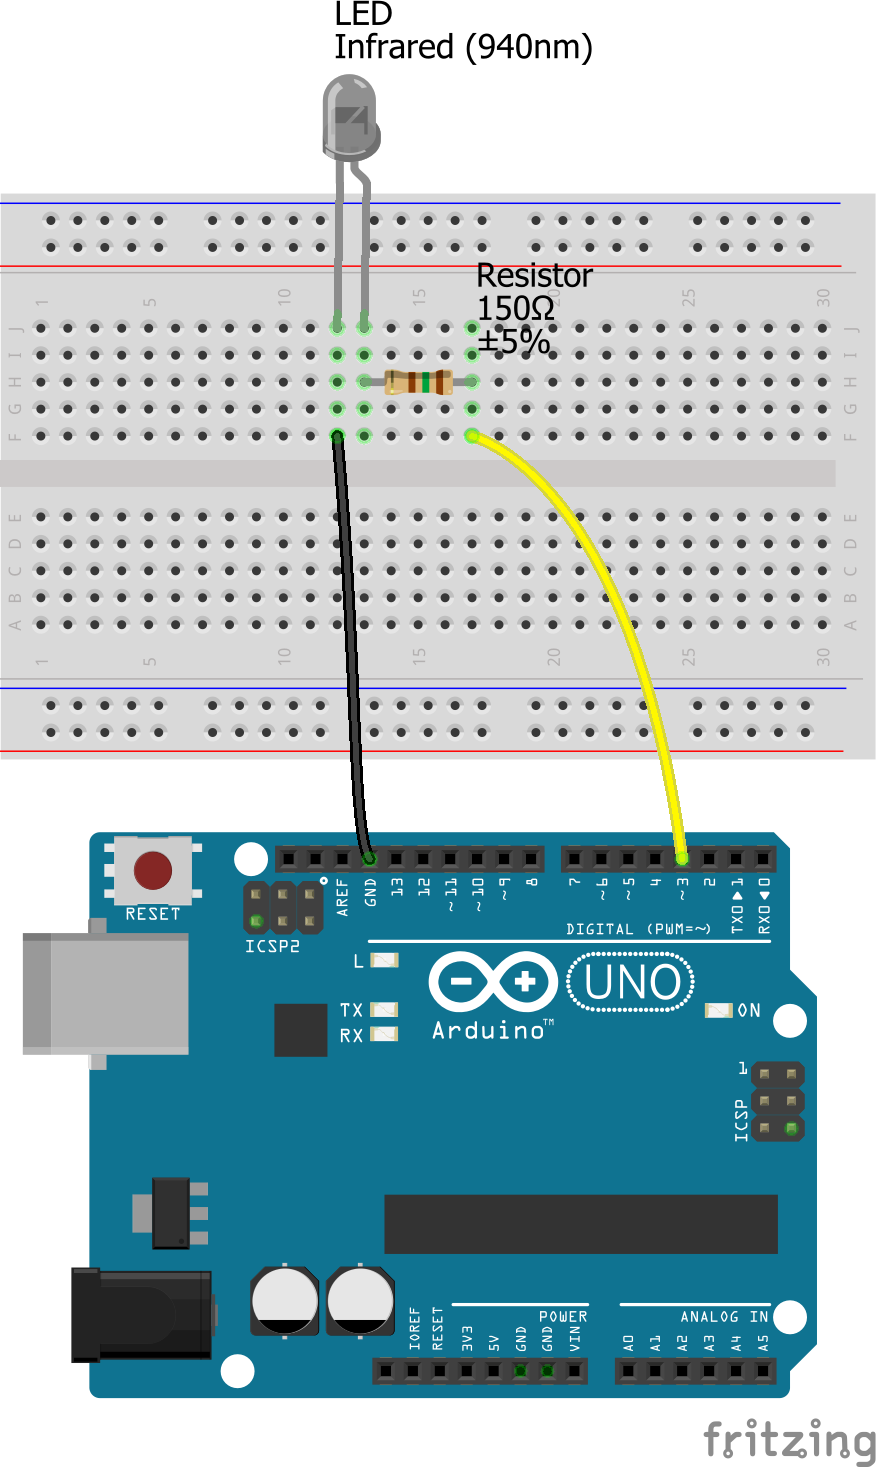 LED
Infrared (940nm)
1 5 10 15 20 25 30
Resistor
150Ω
±5%
J J
I I
H H
G G
F F
E E
D D
C C
B B
A A
1 5 10 15 20 25 30
RESET
AREF GND 13 12 ~11 ~10 ~9 8 7 ~6 ~5 4 ~3 2 TX0▶1 RX0◀0
ICSP2
DIGITAL (PWM=~)
L
TX
RX
UNO
Arduino™
ON
1
ICSP
POWER
ANALOG IN
IOREF RESET 3V3 5V GND GND VIN A0 A1 A2 A3 A4 A5
fritzing